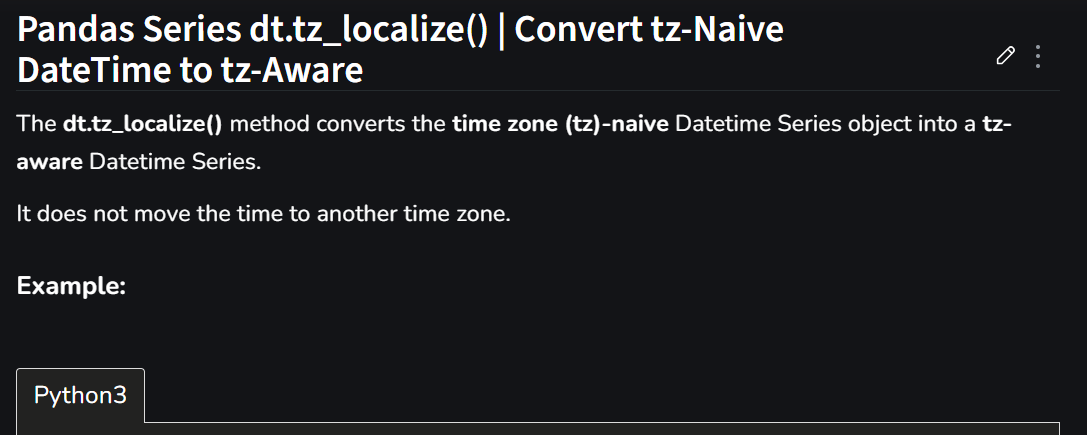 Pandas Series dt.tz_localize() | Convert tz-Naive
DateTime to tz-Aware
The dt.tz_localize() method converts the time zone (tz)-naive Datetime Series object into a tz-
aware Datetime Series.
It does not move the time to another time zone.
Example:
Python3